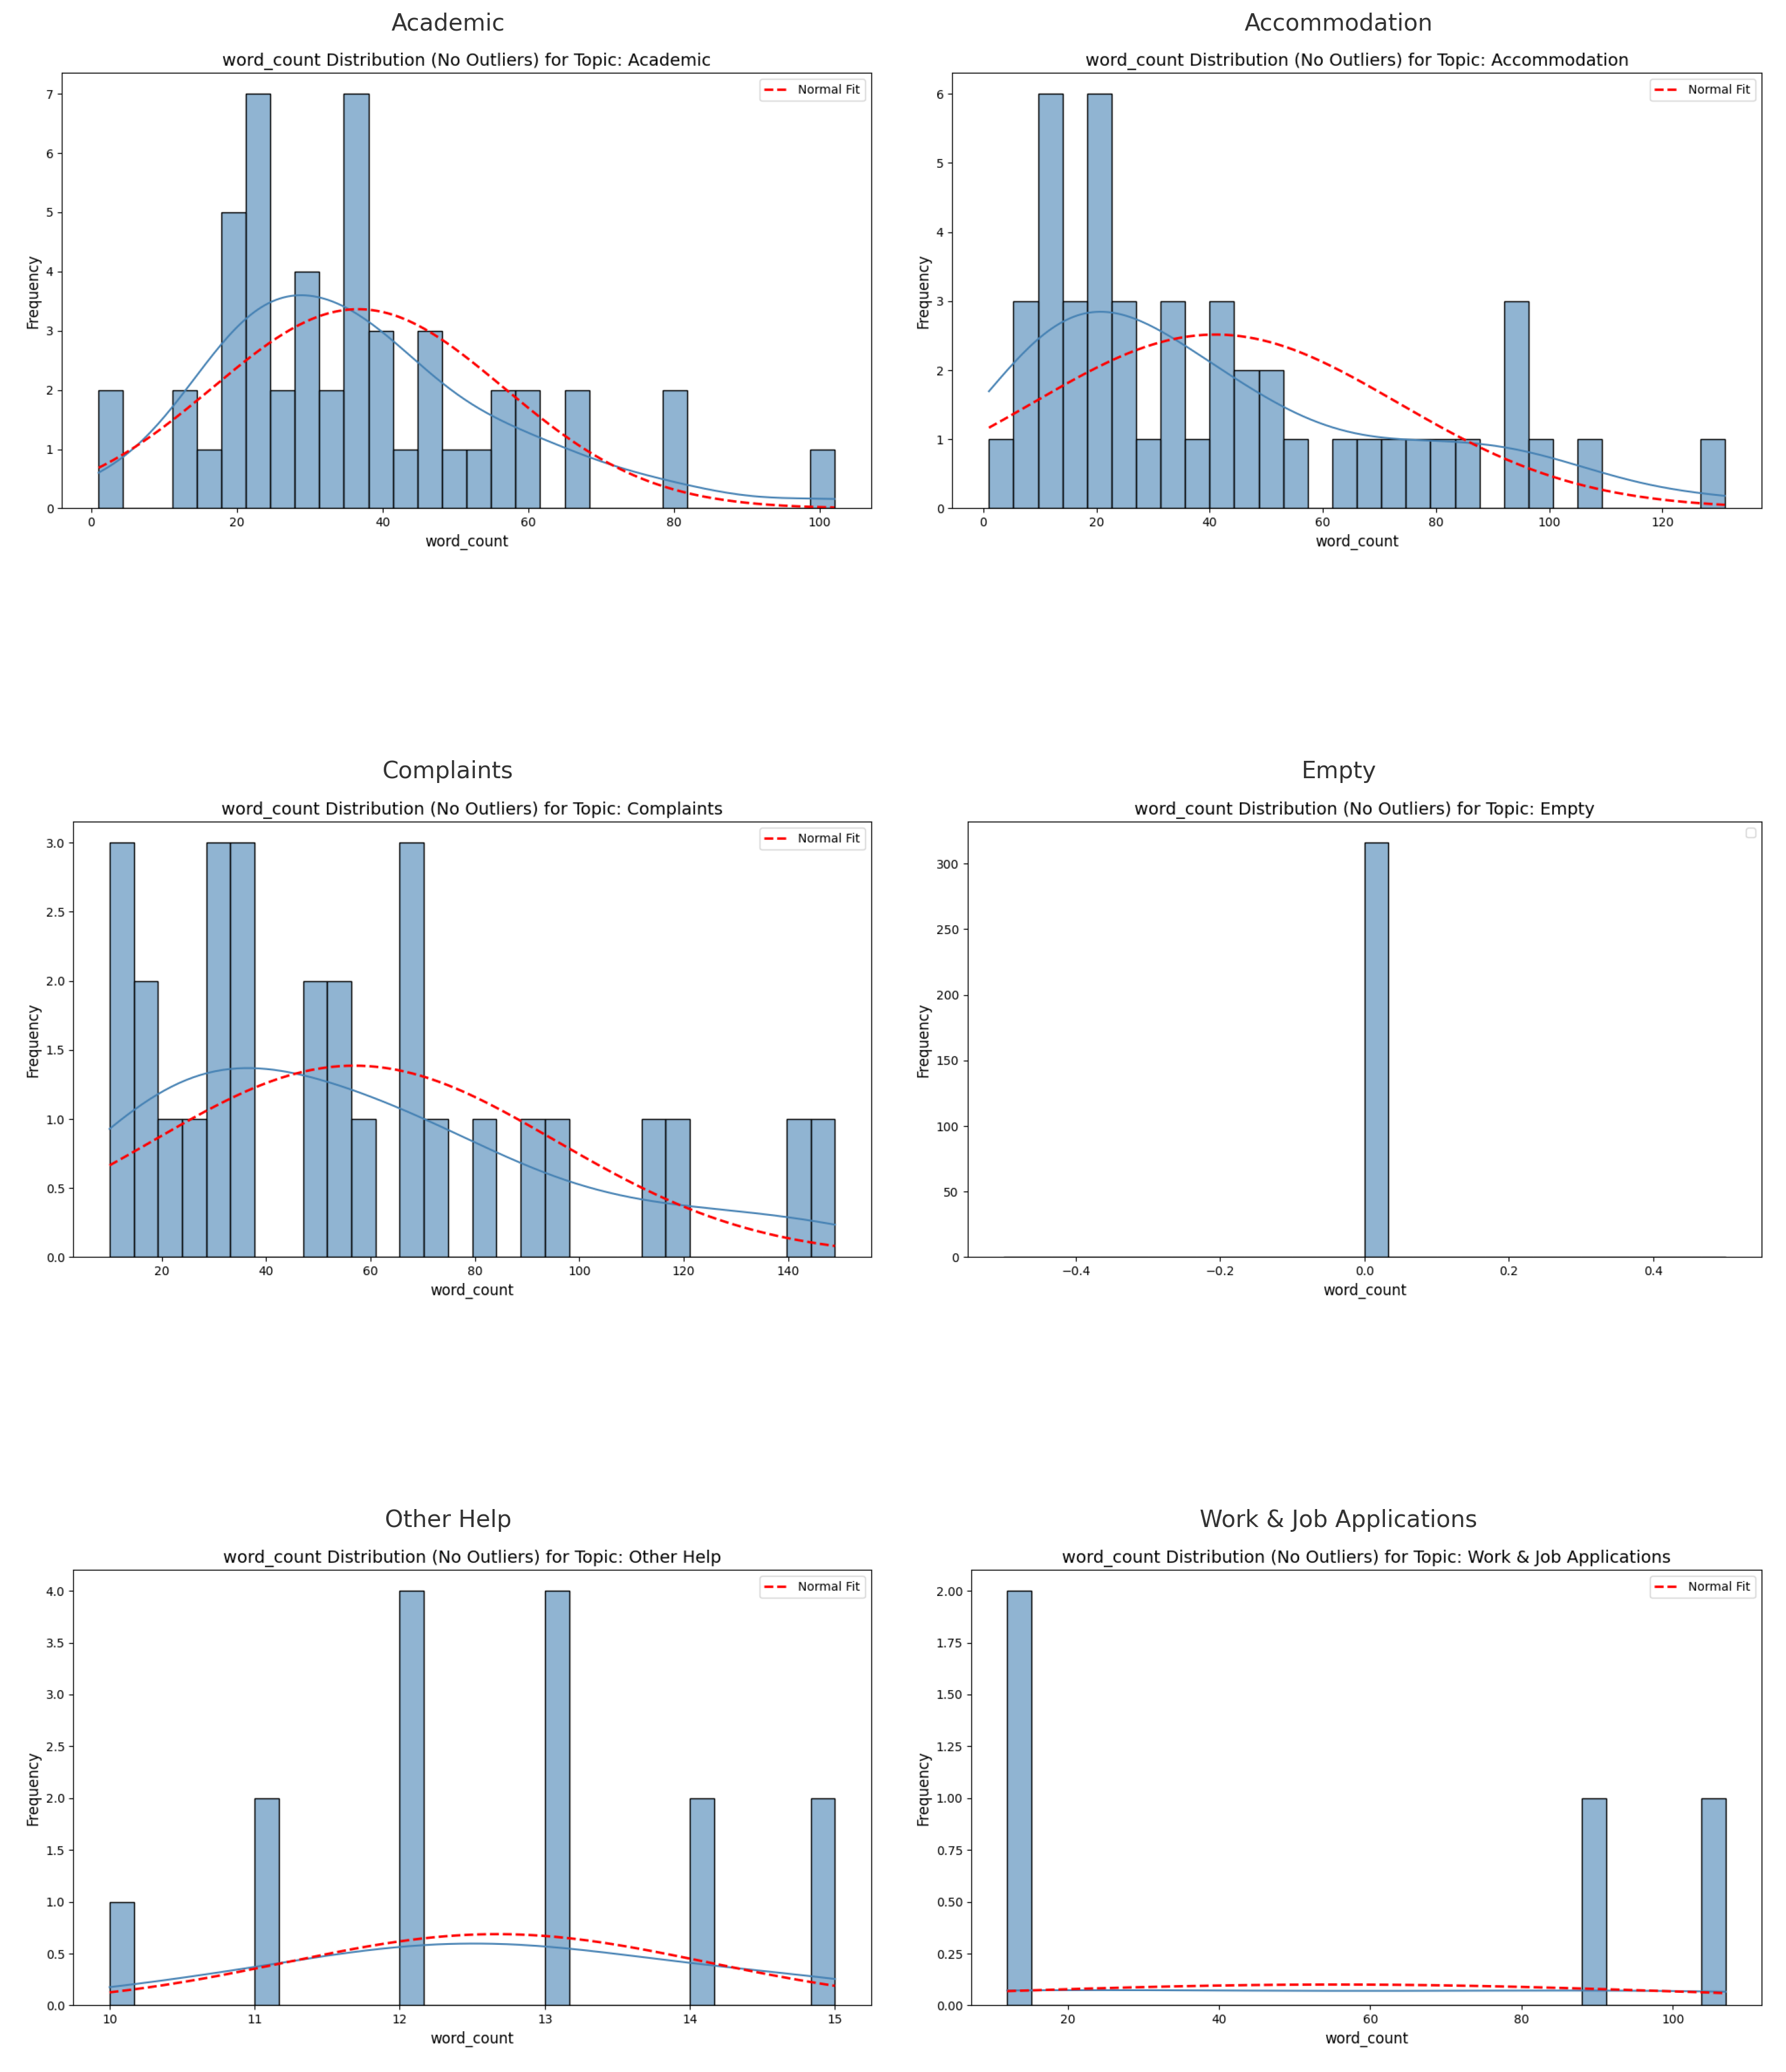 Academic
word_count Distribution (No Outliers) for Topic: Academic
Normal Fit
Frequency
7
6
5
4
3
2
1
0
0 20 40 60 80 100
word_count
Accommodation
word_count Distribution (No Outliers) for Topic: Accommodation
Normal Fit
Frequency
6
5
4
3
2
1
0
0 20 40 60 80 100 120
word_count
Complaints
word_count Distribution (No Outliers) for Topic: Complaints
Normal Fit
Frequency
3.0
2.5
2.0
1.5
1.0
0.5
0.0
20 40 60 80 100 120 140
word_count
Empty
word_count Distribution (No Outliers) for Topic: Empty
Frequency
300
250
200
150
100
50
0
−0.4 −0.2 0.0 0.2 0.4
word_count
Other Help
word_count Distribution (No Outliers) for Topic: Other Help
Normal Fit
Frequency
4.0
3.5
3.0
2.5
2.0
1.5
1.0
0.5
0.0
10 11 12 13 14 15
word_count
Work & Job Applications
word_count Distribution (No Outliers) for Topic: Work & Job Applications
Normal Fit
Frequency
2.00
1.75
1.50
1.25
1.00
0.75
0.50
0.25
0.00
20 40 60 80 100
word_count